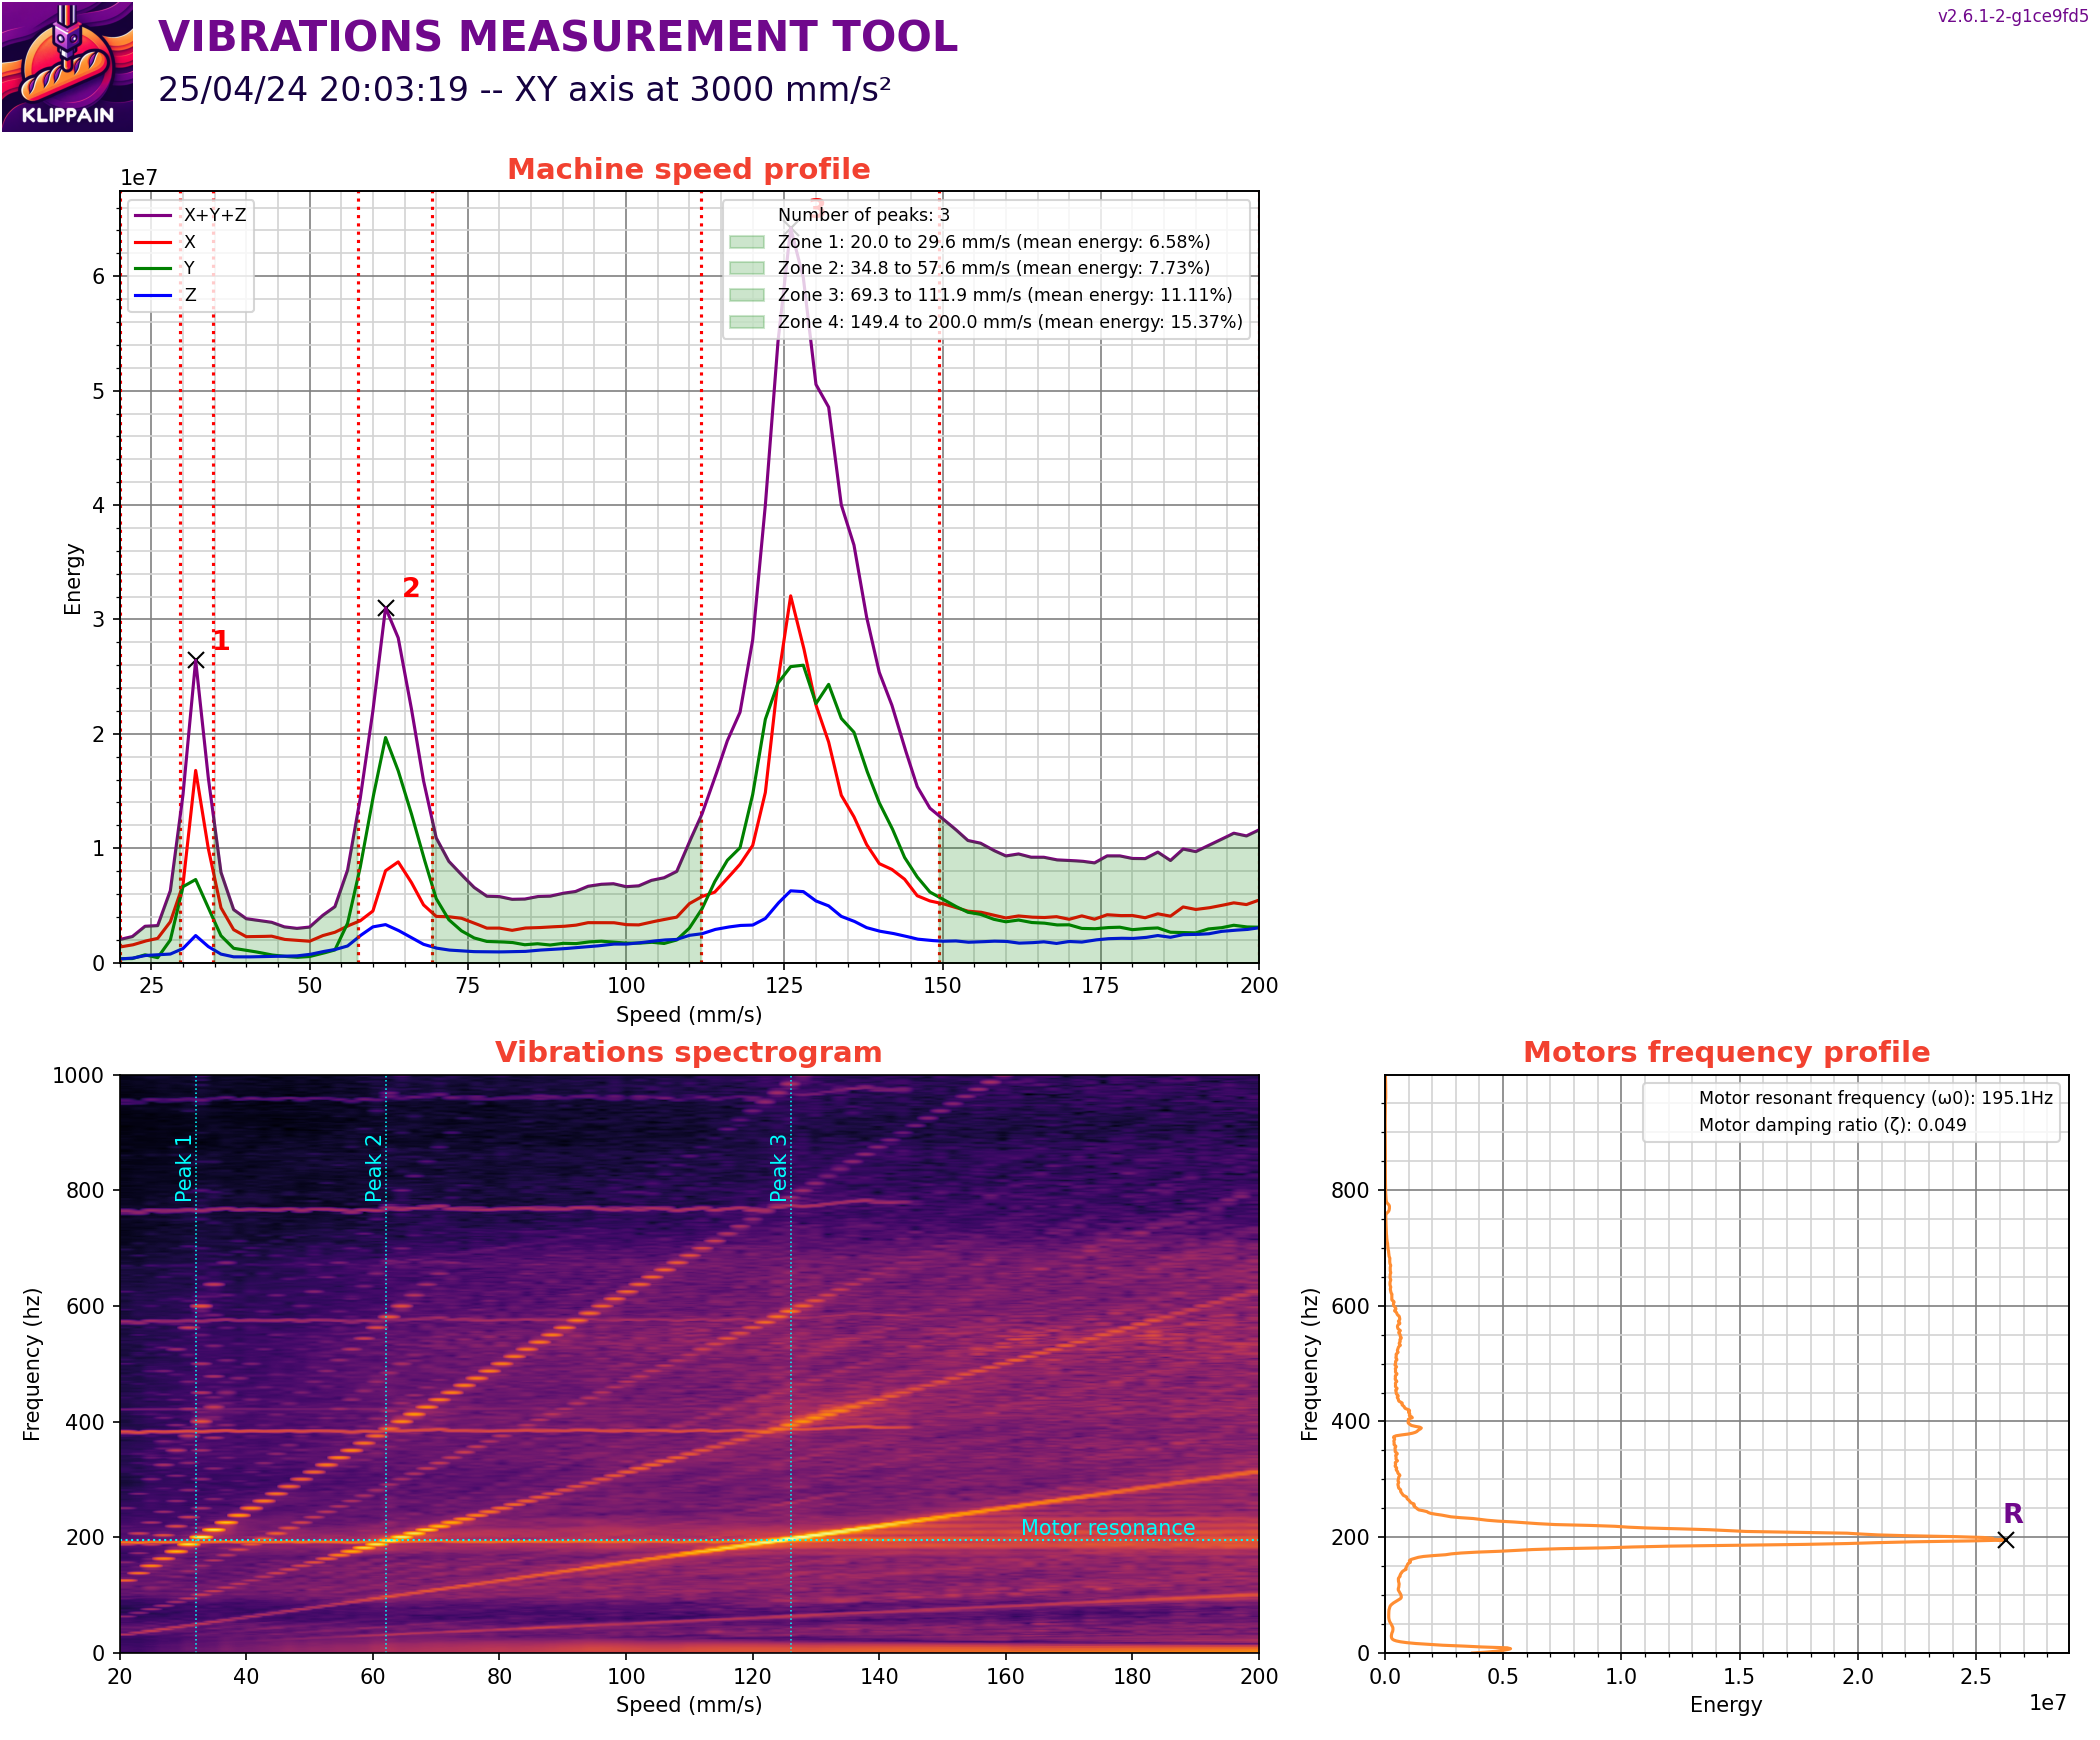 KLIPPAIN
VIBRATIONS MEASUREMENT TOOL
25/04/24 20:03:19 -- XY axis at 3000 mm/s²
v2.6.1-2-g1ce9fd5
Machine speed profile
1e7
X+Y+Z
X
Y
Z
Number of peaks: 3
Zone 1: 20.0 to 29.6 mm/s (mean energy: 6.58%)
Zone 2: 34.8 to 57.6 mm/s (mean energy: 7.73%)
Zone 3: 69.3 to 111.9 mm/s (mean energy: 11.11%)
Zone 4: 149.4 to 200.0 mm/s (mean energy: 15.37%)
3
6
5
4
3
2
1
0
Energy
1
2
25 50 75 100 125 150 175 200
Speed (mm/s)
Vibrations spectrogram
1000
800
600
400
200
0
Frequency (hz)
Peak 1
Peak 2
Peak 3
Motor resonance
20 40 60 80 100 120 140 160 180 200
Speed (mm/s)
Motors frequency profile
Motor resonant frequency (ω0): 195.1Hz
Motor damping ratio (ζ): 0.049
800
600
400
200
0
Frequency (hz)
R
0.0 0.5 1.0 1.5 2.0 2.5
Energy
1e7